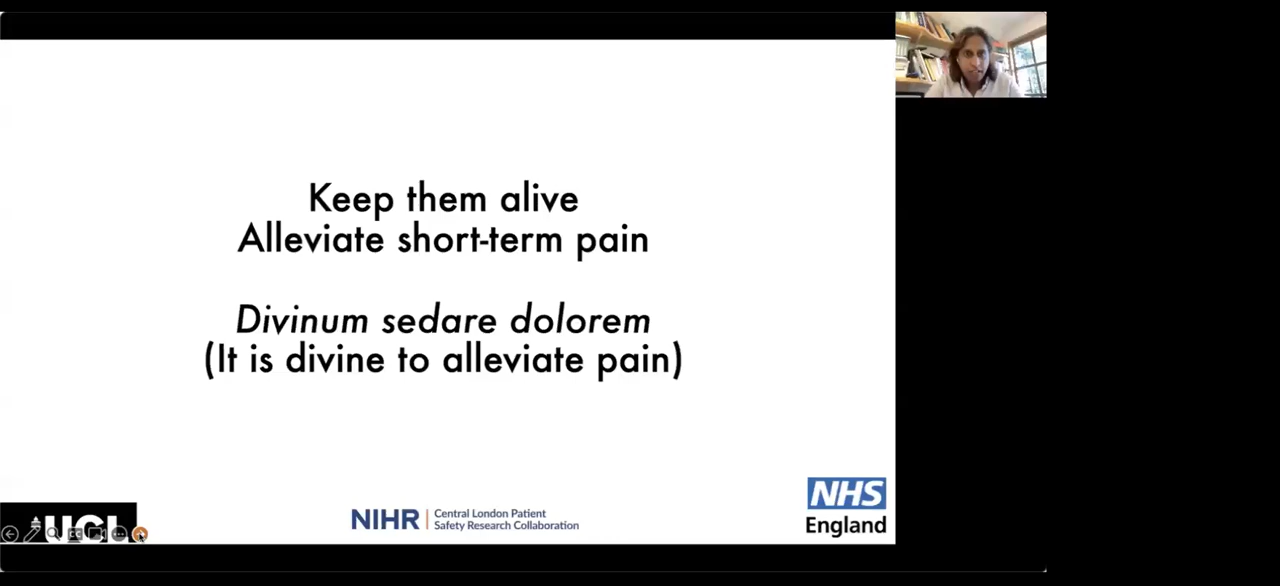 Keep them alive
Alleviate short-term pain
Divinum sedare dolorem
(It is divine to alleviate pain)
UCL
NIHR | Central London Patient
Safety Research Collaboration
NHS
England